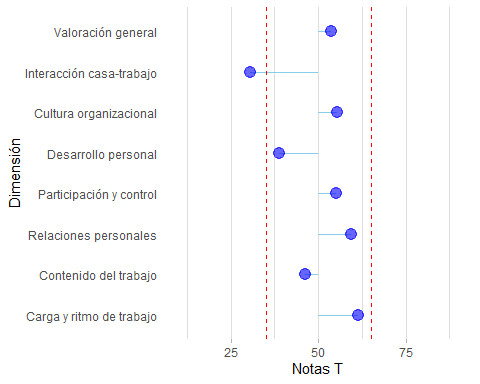 Valoración general
Interacción casa-trabajo
Cultura organizacional
Desarrollo personal
Participación y control
Relaciones personales
Contenido del trabajo
Carga y ritmo de trabajo
Dimensión
25 50 75
Notas T